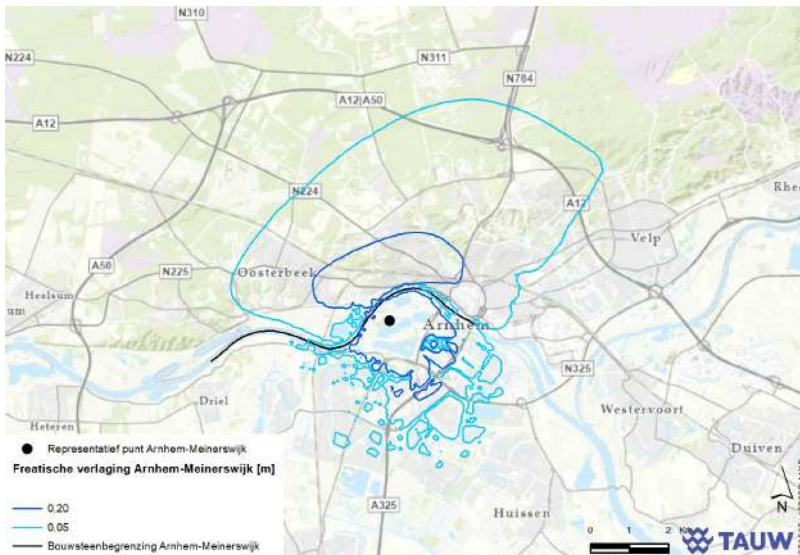 N310
N224
N311
N784
A12|A50
A12
N224
A12
Rhe
Velp
A50
N225
Oosterbeek
Heelsum
um
Arnhem
N325
Driel
Westervoort
Heteren
Duiven
Huissen
A325
Representatief punt Arnhem-Meinerswijk
Freatische verlaging Arnhem-Meinerswijk [m]
0,20
0,05
Bouwsteenbegrenzing Arnhem-Meinerswijk
N
0 1 2
TAUW